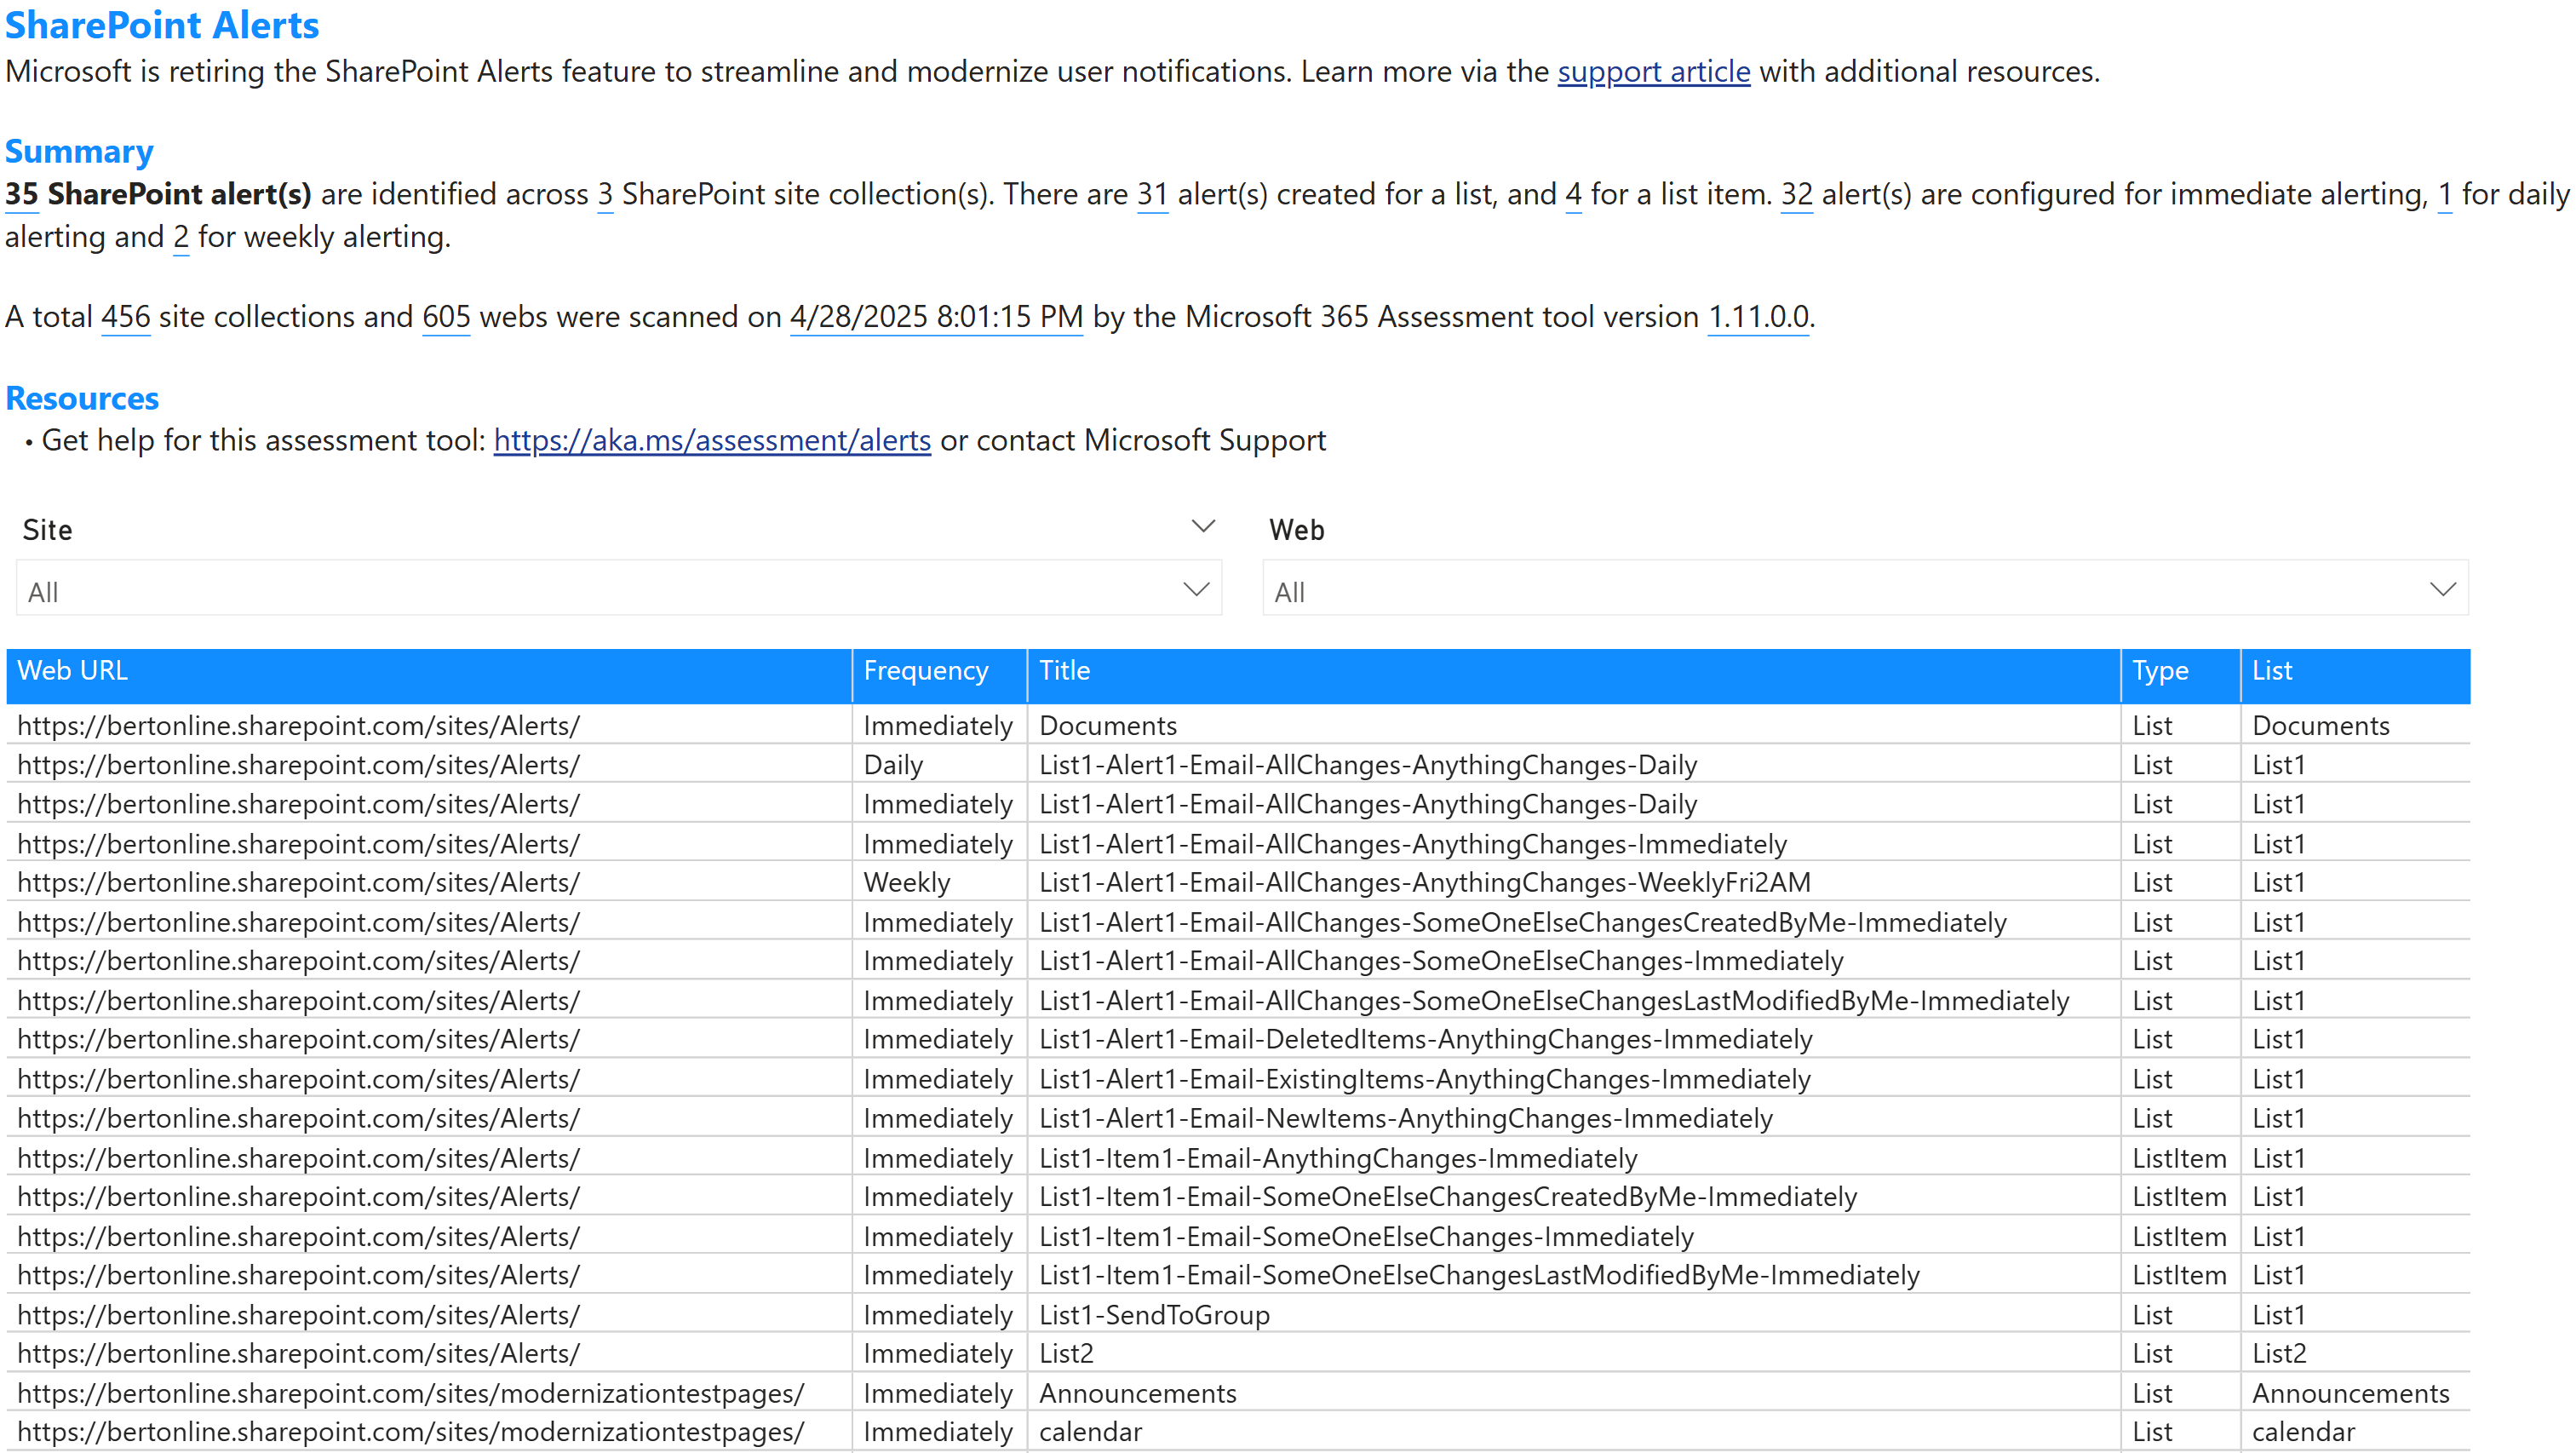 SharePoint Alerts
Microsoft is retiring the SharePoint Alerts feature to streamline and modernize user notifications. Learn more via the support article with additional resources.
Summary
35 SharePoint alert(s) are identified across 3 SharePoint site collection(s). There are 31 alert(s) created for a list, and 4 for a list item. 32 alert(s) are configured for immediate alerting, 1 for daily
alerting and 2 for weekly alerting.
A total 456 site collections and 605 webs were scanned on 4/28/2025 8:01:15 PM by the Microsoft 365 Assessment tool version 1.11.0.0.
Resources
• Get help for this assessment tool: https://aka.ms/assessment/alerts or contact Microsoft Support
Site Web
All All
Web URL Frequency Title Type List
https://bertonline.sharepoint.com/sites/Alerts/ Immediately Documents List Documents
https://bertonline.sharepoint.com/sites/Alerts/ Daily List1-Alert1-Email-AllChanges-AnythingChanges-Daily List List1
https://bertonline.sharepoint.com/sites/Alerts/ Immediately List1-Alert1-Email-AllChanges-AnythingChanges-Daily List List1
https://bertonline.sharepoint.com/sites/Alerts/ Immediately List1-Alert1-Email-AllChanges-AnythingChanges-Immediately List List1
https://bertonline.sharepoint.com/sites/Alerts/ Weekly List1-Alert1-Email-AllChanges-AnythingChanges-WeeklyFri2AM List List1
https://bertonline.sharepoint.com/sites/Alerts/ Immediately List1-Alert1-Email-AllChanges-SomeOneElseChangesCreatedByMe-Immediately List List1
https://bertonline.sharepoint.com/sites/Alerts/ Immediately List1-Alert1-Email-AllChanges-SomeOneElseChanges-Immediately List List1
https://bertonline.sharepoint.com/sites/Alerts/ Immediately List1-Alert1-Email-AllChanges-SomeOneElseChangesLastModifiedByMe-Immediately List List1
https://bertonline.sharepoint.com/sites/Alerts/ Immediately List1-Alert1-Email-DeletedItems-AnythingChanges-Immediately List List1
https://bertonline.sharepoint.com/sites/Alerts/ Immediately List1-Alert1-Email-ExistingItems-AnythingChanges-Immediately List List1
https://bertonline.sharepoint.com/sites/Alerts/ Immediately List1-Alert1-Email-NewItems-AnythingChanges-Immediately List List1
https://bertonline.sharepoint.com/sites/Alerts/ Immediately List1-Item1-Email-AnythingChanges-Immediately ListItem List1
https://bertonline.sharepoint.com/sites/Alerts/ Immediately List1-Item1-Email-SomeOneElseChangesCreatedByMe-Immediately ListItem List1
https://bertonline.sharepoint.com/sites/Alerts/ Immediately List1-Item1-Email-SomeOneElseChanges-Immediately ListItem List1
https://bertonline.sharepoint.com/sites/Alerts/ Immediately List1-Item1-Email-SomeOneElseChangesLastModifiedByMe-Immediately ListItem List1
https://bertonline.sharepoint.com/sites/Alerts/ Immediately List1-SendToGroup List List1
https://bertonline.sharepoint.com/sites/Alerts/ Immediately List2 List List2
https://bertonline.sharepoint.com/sites/modernizationtestpages/ Immediately Announcements List Announcements
https://bertonline.sharepoint.com/sites/modernizationtestpages/ Immediately calendar List calendar